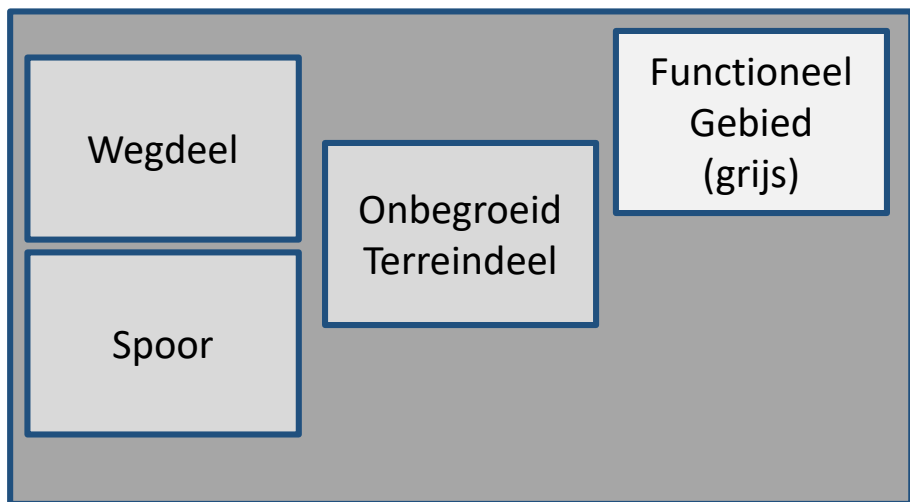 Wegdeel
Spoor
Onbegroeid
Terreindeel
Functioneel
Gebied
(grijs)